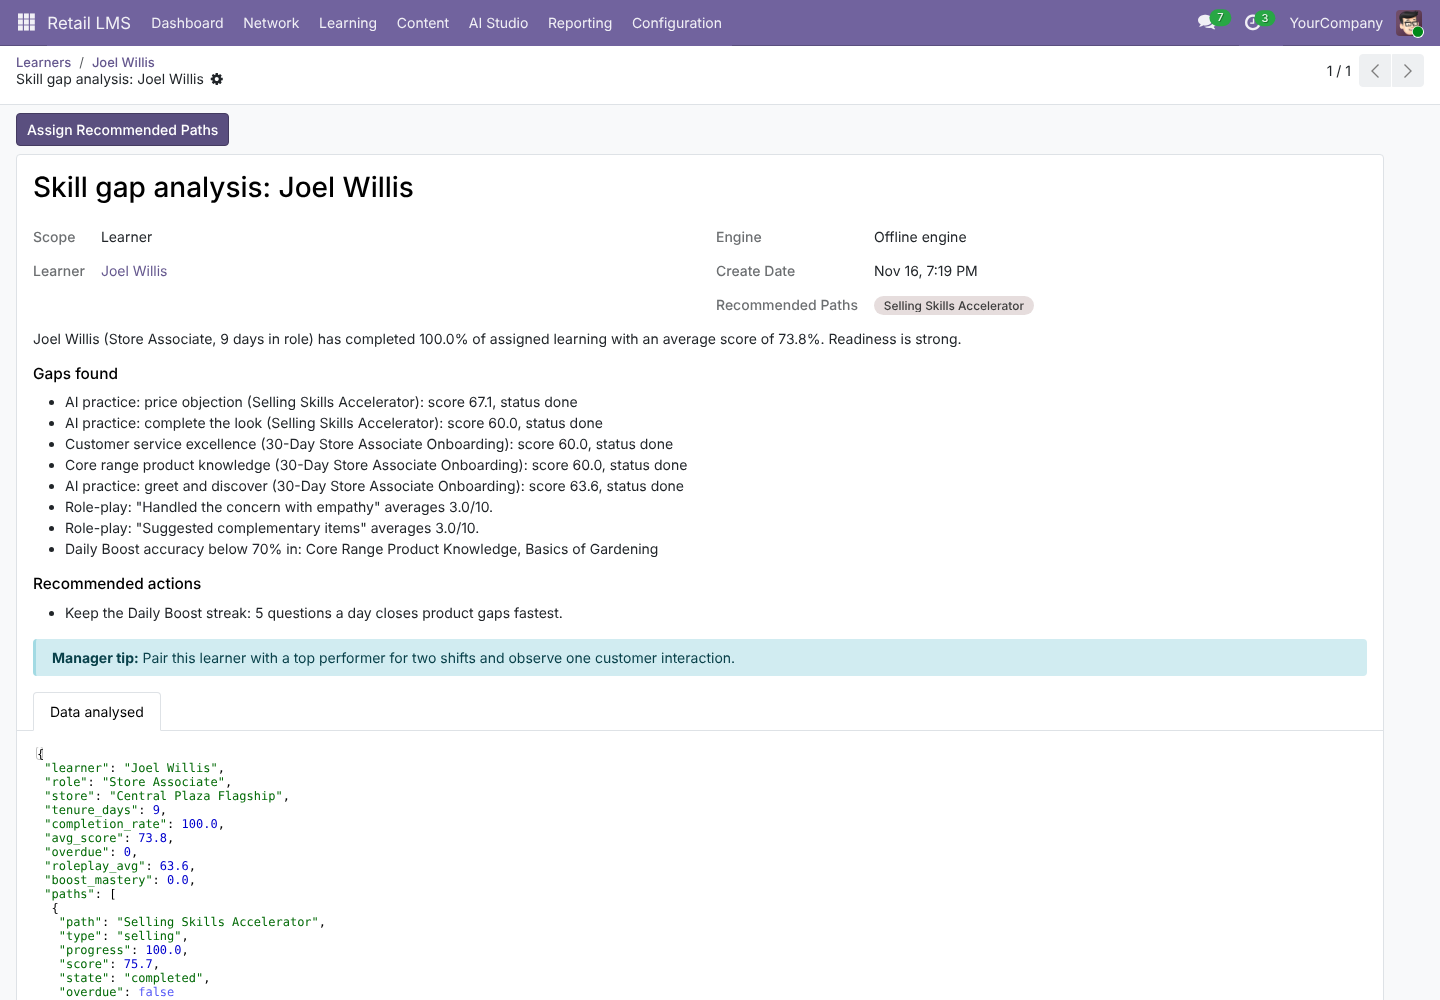 Retail LMS Dashboard Network Learning Content AI Studio Reporting Configuration 7 3 YourCompany
Learners / Joel Willis
Skill gap analysis: Joel Willis
1 / 1
Assign Recommended Paths
Skill gap analysis: Joel Willis
Scope Learner
Engine Offline engine
Learner Joel Willis
Create Date Nov 16, 7:19 PM
Recommended Paths Selling Skills Accelerator
Joel Willis (Store Associate, 9 days in role) has completed 100.0% of assigned learning with an average score of 73.8%. Readiness is strong.
Gaps found
• AI practice: price objection (Selling Skills Accelerator): score 67.1, status done
• AI practice: complete the look (Selling Skills Accelerator): score 60.0, status done
• Customer service excellence (30-Day Store Associate Onboarding): score 60.0, status done
• Core range product knowledge (30-Day Store Associate Onboarding): score 60.0, status done
• AI practice: greet and discover (30-Day Store Associate Onboarding): score 63.6, status done
• Role-play: "Handled the concern with empathy" averages 3.0/10.
• Role-play: "Suggested complementary items" averages 3.0/10.
• Daily Boost accuracy below 70% in: Core Range Product Knowledge, Basics of Gardening
Recommended actions
• Keep the Daily Boost streak: 5 questions a day closes product gaps fastest.
Manager tip: Pair this learner with a top performer for two shifts and observe one customer interaction.
Data analysed
{
"learner": "Joel Willis",
"role": "Store Associate",
"store": "Central Plaza Flagship",
"tenure_days": 9,
"completion_rate": 100.0,
"avg_score": 73.8,
"overdue": 0,
"roleplay_avg": 63.6,
"boost_mastery": 0.0,
"paths": [
{
"path": "Selling Skills Accelerator",
"type": "selling",
"progress": 100.0,
"score": 75.7,
"state": "completed",
"overdue": false